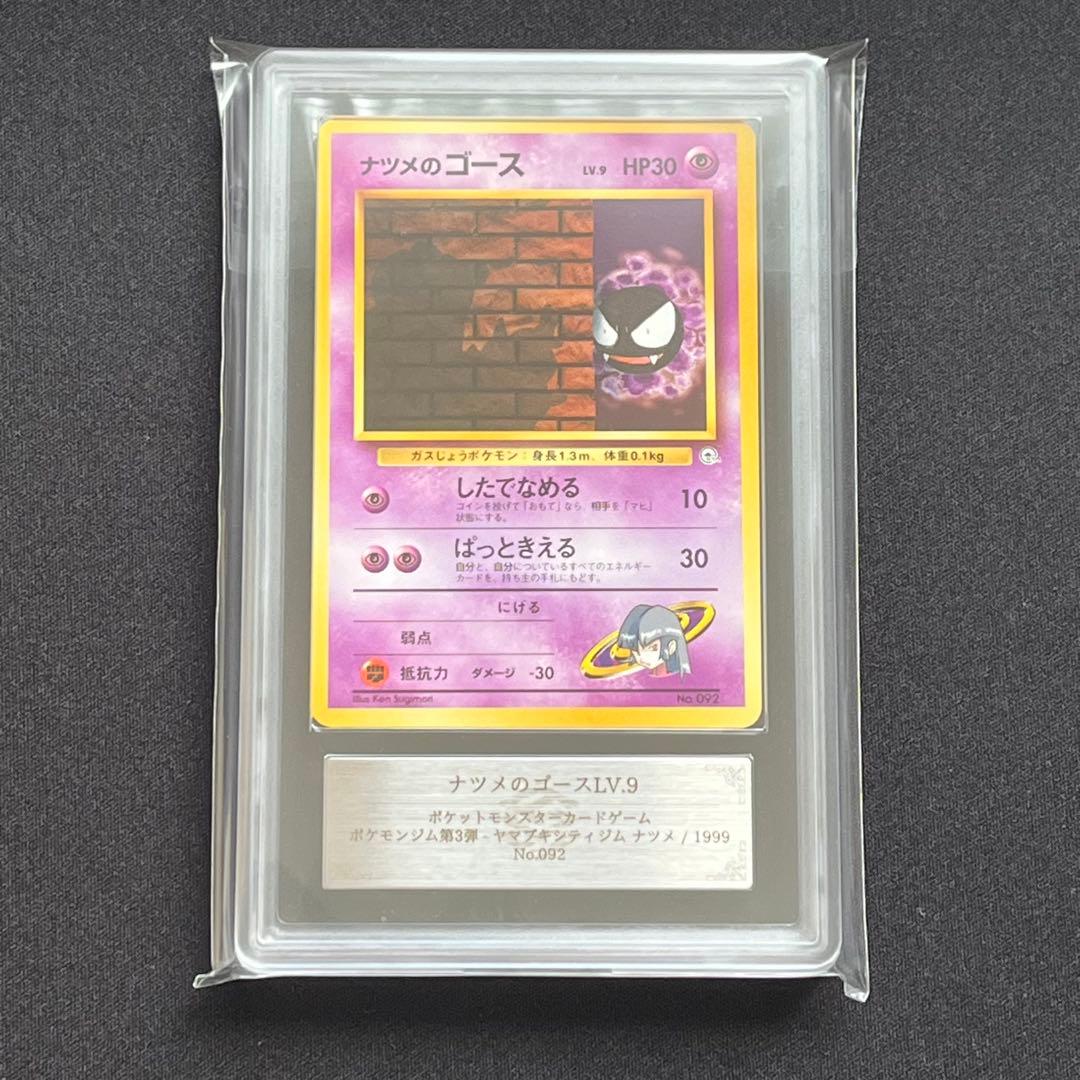 ナツメのゴース LV.9 HP30
ガスじょうポケモン：身長1.3m、体重0.1kg
したでなめる 10
コインを投げて「おもて」なら、相手を「マヒ」
状態にする。
ぱっときえる 30
自分と、自分についているすべてのエネルギー
カードを、持ち主の手札にもどす。
にげる
弱点
抵抗力 ダメージ -30
Illus. Ken Sugimori No. 092
ナツメのゴースLV.9
ポケットモンスターカードゲーム
ポケモンジム第3弾 - ヤマブキシティジム ナツメ / 1999
No.092